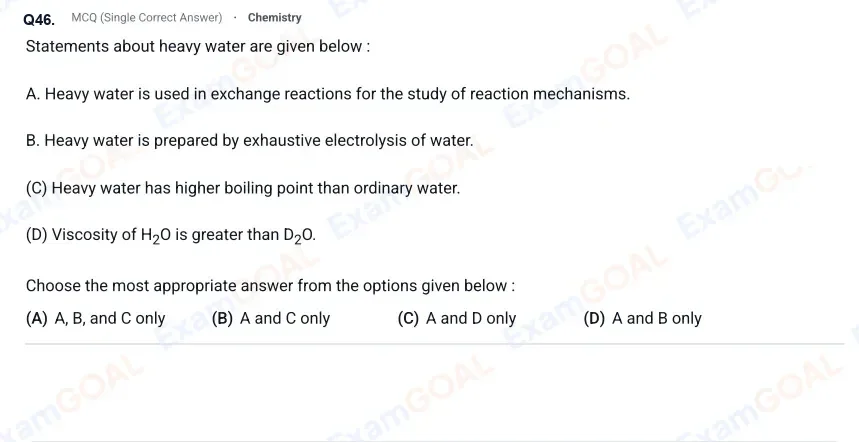 Q46. MCQ (Single Correct Answer) · Chemistry
Statements about heavy water are given below :
A. Heavy water is used in exchange reactions for the study of reaction mechanisms.
B. Heavy water is prepared by exhaustive electrolysis of water.
(C) Heavy water has higher boiling point than ordinary water.
(D) Viscosity of H₂O is greater than D₂O.
Choose the most appropriate answer from the options given below :
(A) A, B, and C only (B) A and C only (C) A and D only (D) A and B only